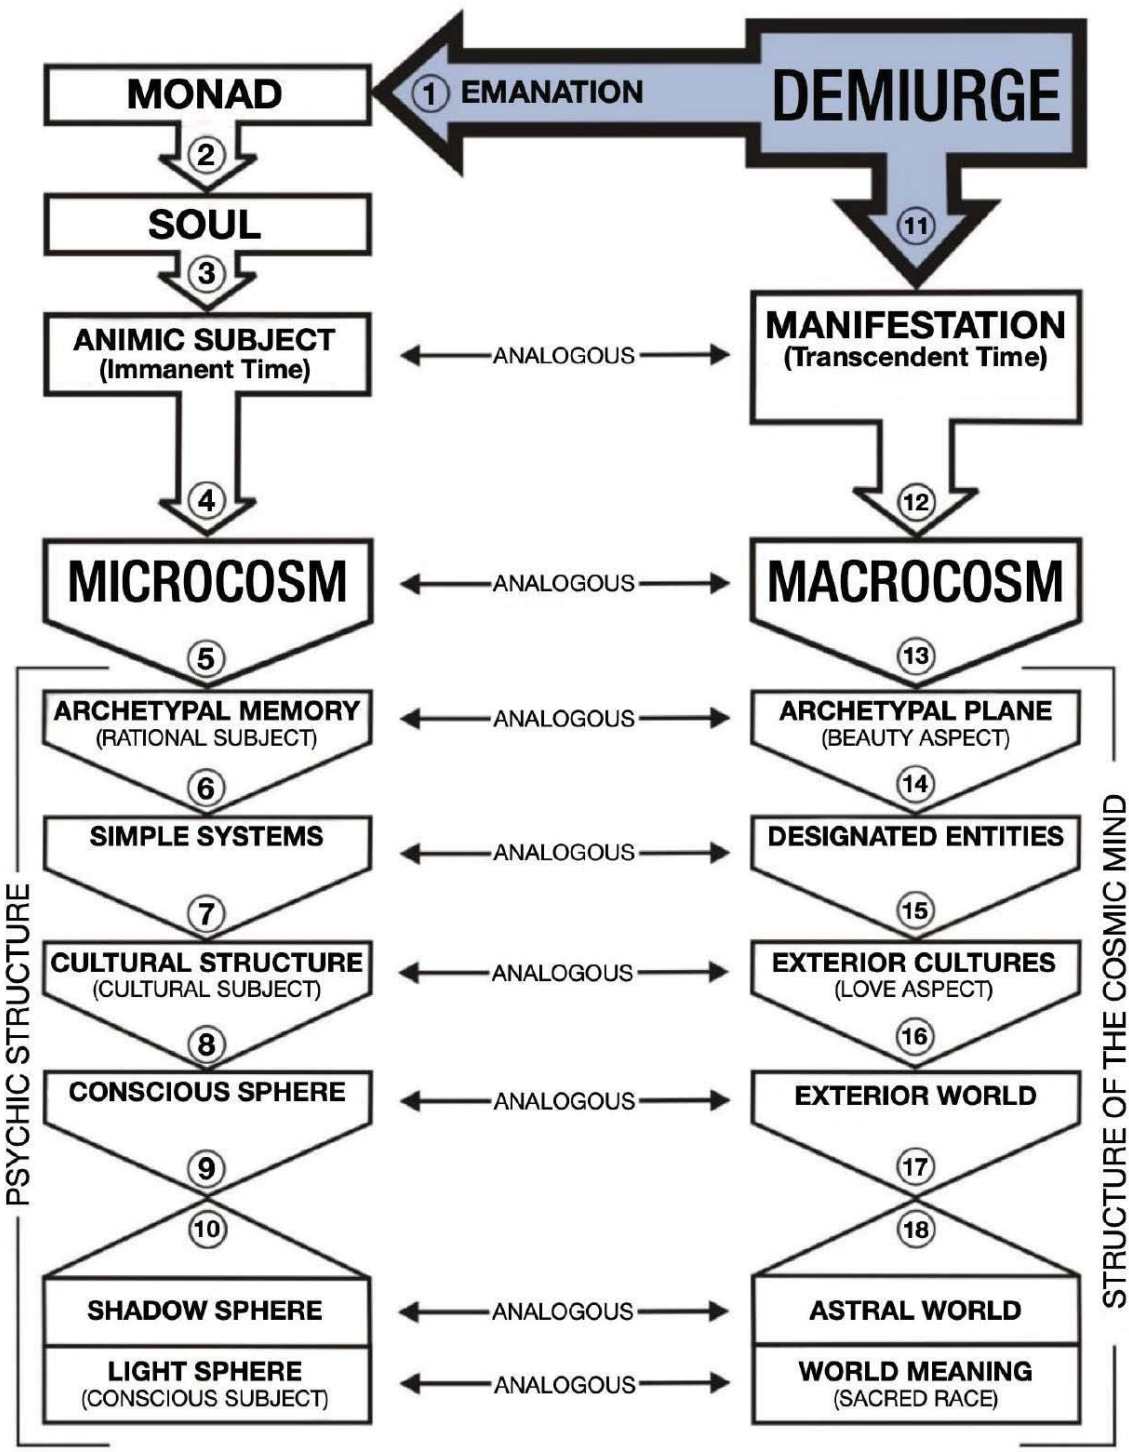 MONAD
1 EMANATION
DEMIURGE
2
11
SOUL
3
ANIMIC SUBJECT
(Immanent Time)
ANALOGOUS
MANIFESTATION
(Transcendent Time)
4
12
MICROCOSM
ANALOGOUS
MACROCOSM
5
13
ARCHETYPAL MEMORY
(RATIONAL SUBJECT)
ANALOGOUS
ARCHETYPAL PLANE
(BEAUTY ASPECT)
6
14
SIMPLE SYSTEMS
ANALOGOUS
DESIGNATED ENTITIES
7
15
CULTURAL STRUCTURE
(CULTURAL SUBJECT)
ANALOGOUS
EXTERIOR CULTURES
(LOVE ASPECT)
8
16
CONSCIOUS SPHERE
ANALOGOUS
EXTERIOR WORLD
9
17
10
18
SHADOW SPHERE
ANALOGOUS
ASTRAL WORLD
LIGHT SPHERE
(CONSCIOUS SUBJECT)
ANALOGOUS
WORLD MEANING
(SACRED RACE)
PSYCHIC STRUCTURE
STRUCTURE OF THE COSMIC MIND